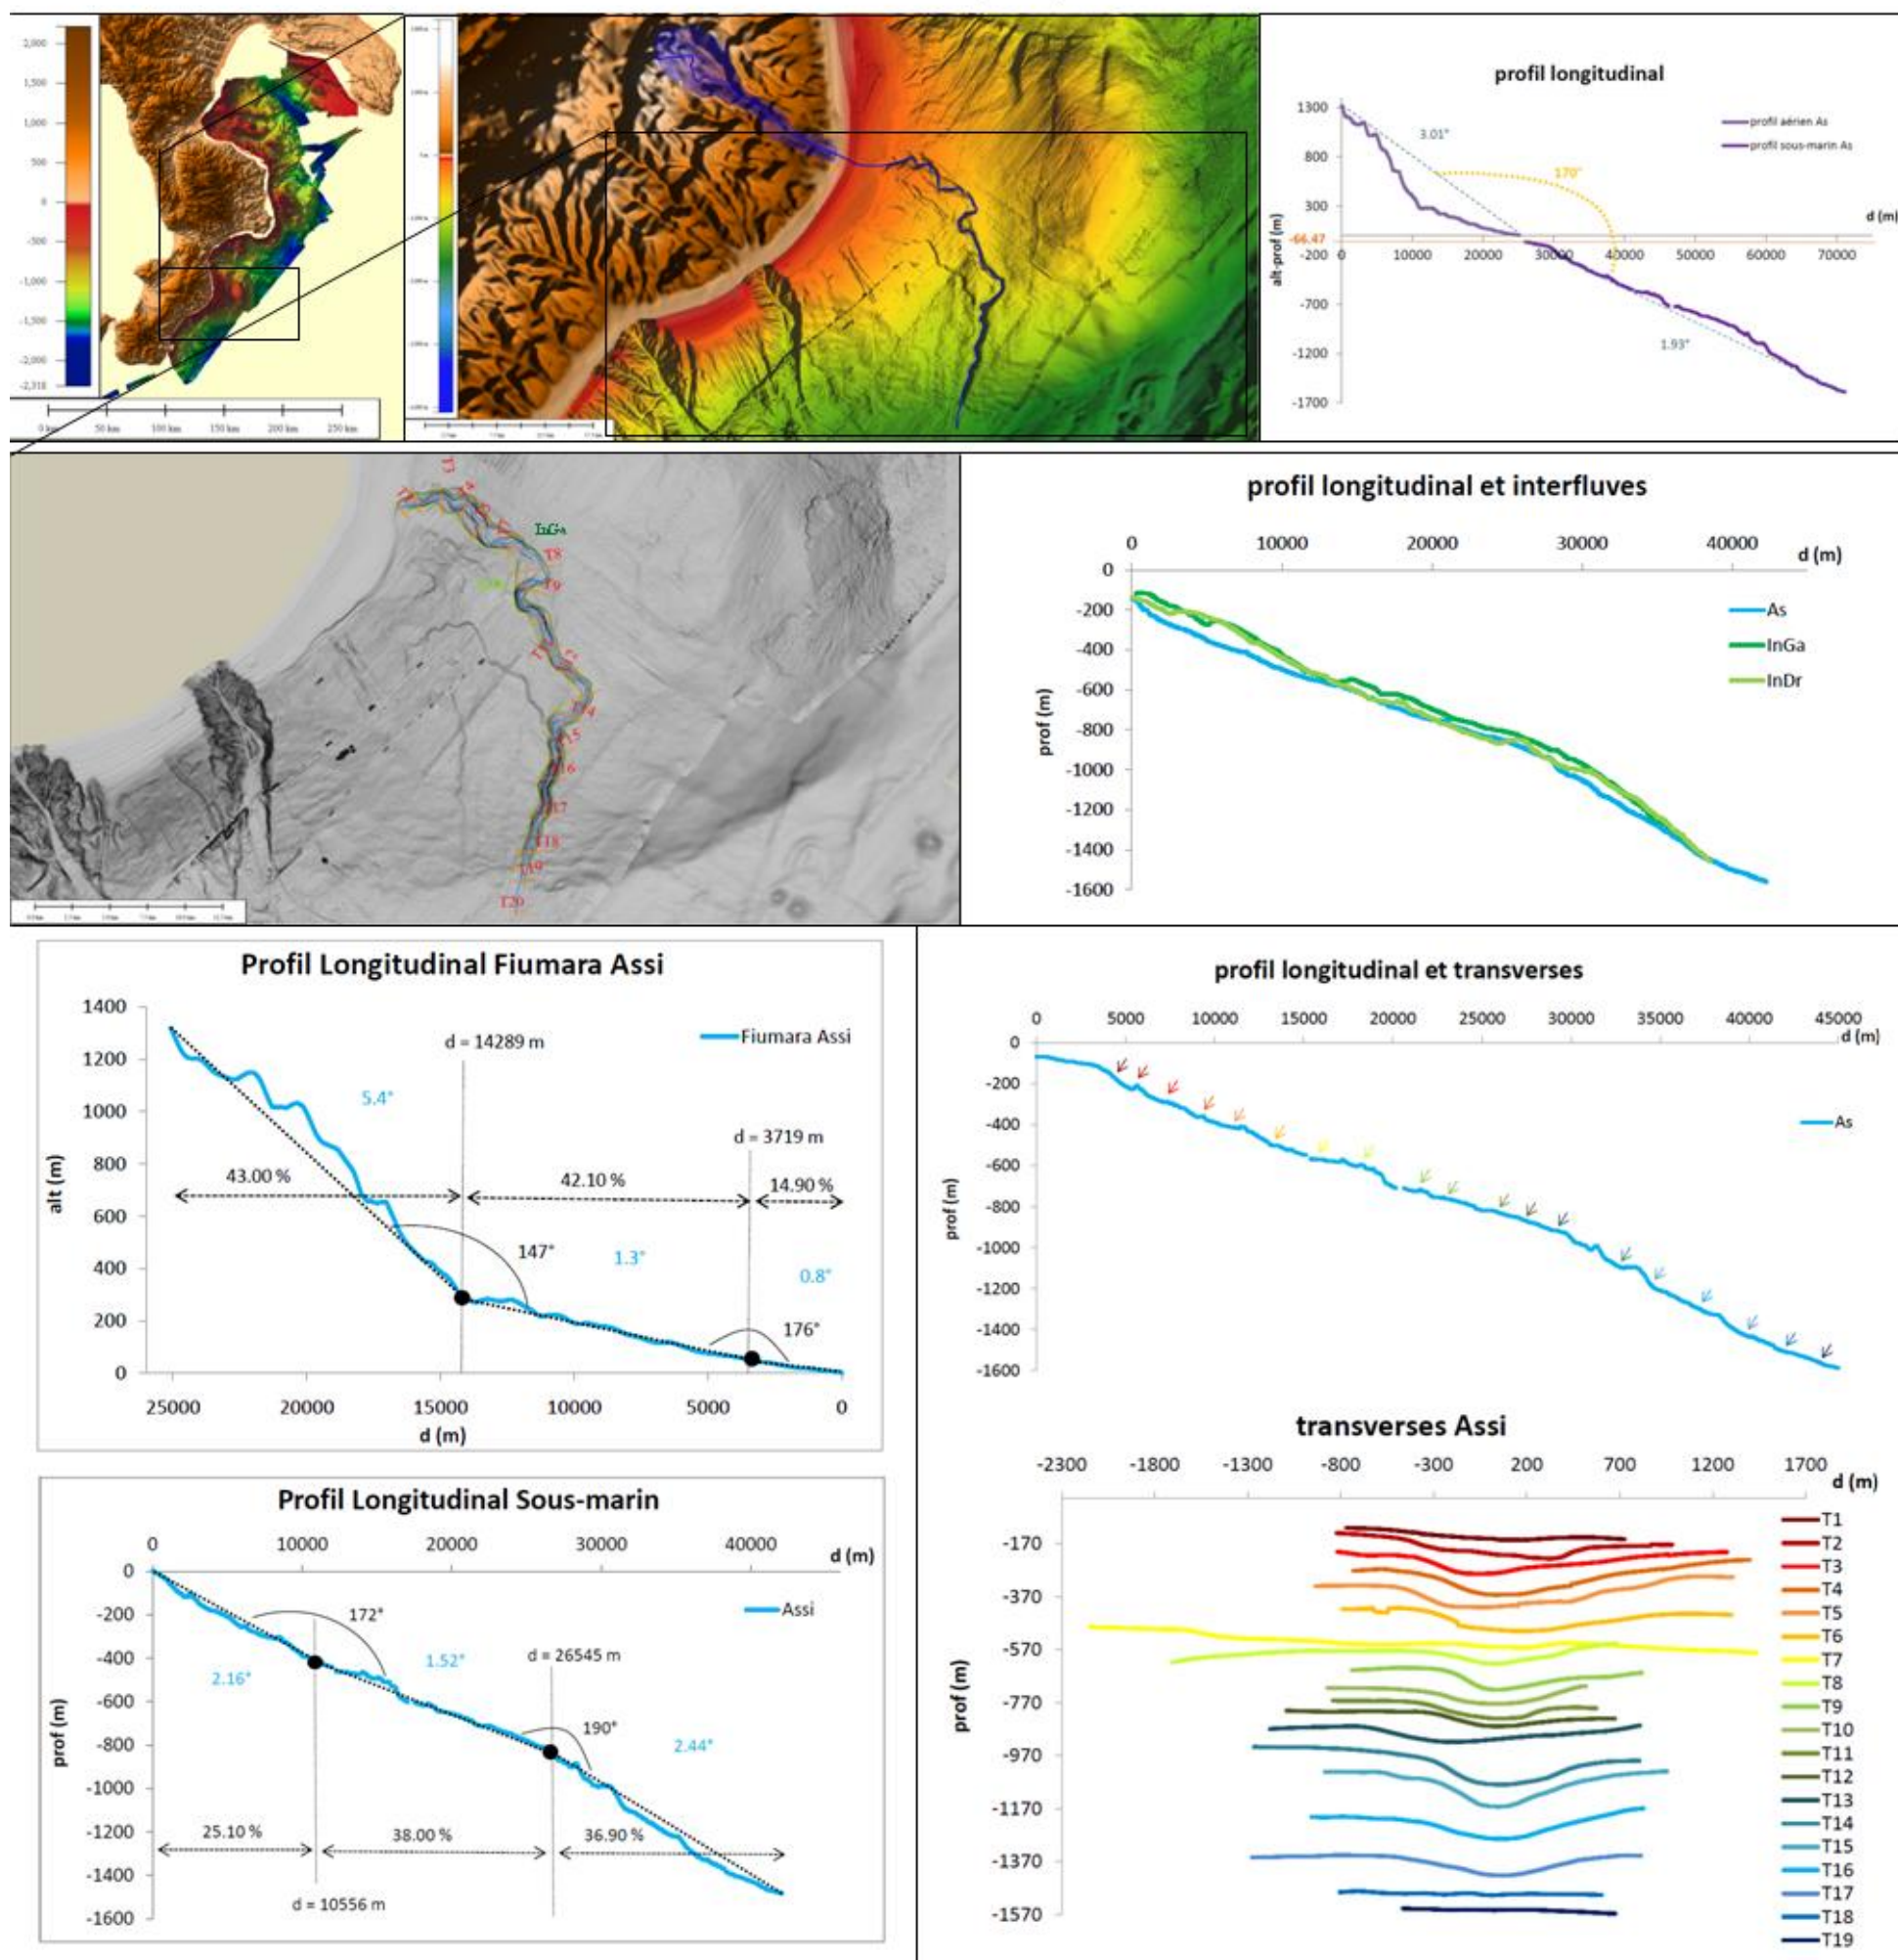 2,000
1,500
1,000
500
0
-500
-1,000
-1,500
-2,000
-2,318
0 km 50 km 100 km 150 km 200 km 250 km
profil longitudinal
1300
800
300
-66.47
-200
-700
-1200
-1700
alt-prof (m)
0 10000 20000 30000 40000 50000 60000 70000
d (m)
3.01°
170°
1.93°
profil aérien As
profil sous-marin As
T3
T4
InGa
T8
T9
T14
T15
T16
T17
T18
T19
T20
profil longitudinal et interfluves
0 10000 20000 30000 40000
d (m)
0
-200
-400
-600
-800
-1000
-1200
-1400
-1600
prof (m)
As
InGa
InDr
Profil Longitudinal Fiumara Assi
1400
1200
1000
800
600
400
200
0
alt (m)
25000 20000 15000 10000 5000 0
d (m)
Fiumara Assi
d = 14289 m
d = 3719 m
5.4°
43.00 %
42.10 %
14.90 %
147°
1.3°
0.8°
176°
profil longitudinal et transverses
0 5000 10000 15000 20000 25000 30000 35000 40000 45000
d (m)
0
-200
-400
-600
-800
-1000
-1200
-1400
-1600
prof (m)
As
Profil Longitudinal Sous-marin
0 10000 20000 30000 40000
d (m)
0
-200
-400
-600
-800
-1000
-1200
-1400
-1600
prof (m)
Assi
172°
2.16°
1.52°
d = 26545 m
190°
2.44°
25.10 %
38.00 %
36.90 %
d = 10556 m
transverses Assi
-2300 -1800 -1300 -800 -300 200 700 1200 1700
d (m)
-170
-370
-570
-770
-970
-1170
-1370
-1570
prof (m)
T1
T2
T3
T4
T5
T6
T7
T8
T9
T10
T11
T12
T13
T14
T15
T16
T17
T18
T19